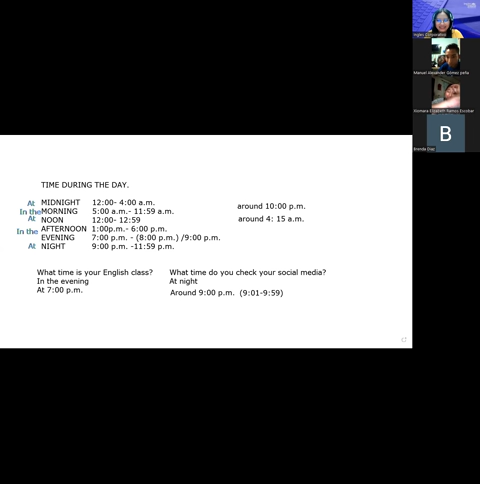 TIME DURING THE DAY.
At MIDNIGHT 12:00- 4:00 a.m.
In the MORNING 5:00 a.m.- 11:59 a.m.
At NOON 12:00- 12:59
In the AFTERNOON 1:00p.m.- 6:00 p.m.
EVENING 7:00 p.m. - (8:00 p.m.) /9:00 p.m.
At NIGHT 9:00 p.m. -11:59 p.m.
around 10:00 p.m.
around 4: 15 a.m.
What time is your English class?
In the evening
At 7:00 p.m.
What time do you check your social media?
At night
Around 9:00 p.m. (9:01-9:59)
Manuel Alexander Gómez peña
Ramos Escobar
B
Brenda Diaz